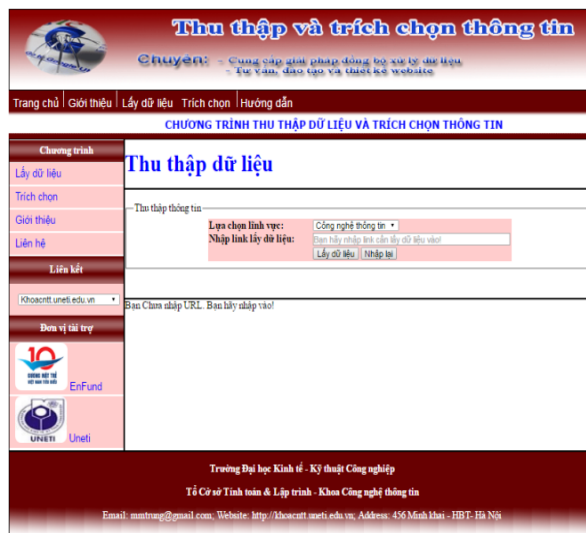 Thu thập và trích chọn thông tin
Chuyên: - Cung cấp giải pháp đồng bộ xử lý dữ liệu
- Tư vấn, đào tạo và thiết kế website
Trang chủ Giới thiệu Lấy dữ liệu Trích chọn Hướng dẫn
CHƯƠNG TRÌNH THU THẬP DỮ LIỆU VÀ TRÍCH CHỌN THÔNG TIN
Chương trình
Lấy dữ liệu
Trích chọn
Giới thiệu
Liên hệ
Liên kết
Khoacntt.uneti.edu.vn
Đơn vị tài trợ
10
EnFund
UNETI
Uneti
Thu thập dữ liệu
Thu thập thông tin
Lựa chọn lĩnh vực: Công nghệ thông tin
Nhập link lấy dữ liệu: Bạn hãy nhập link cần lấy dữ liệu vào!
Lấy dữ liệu Nhập lại
Bạn Chưa nhập URL. Bạn hãy nhập vào!
Trường Đại học Kinh tế - Kỹ thuật Công nghiệp
Tổ Cơ sở Tính toán & Lập trình - Khoa Công nghệ thông tin
Email: mmtrung@gmail.com; Website: http://khoacntt.uneti.edu.vn; Address: 456 Minh khai - HBT- Hà Nội